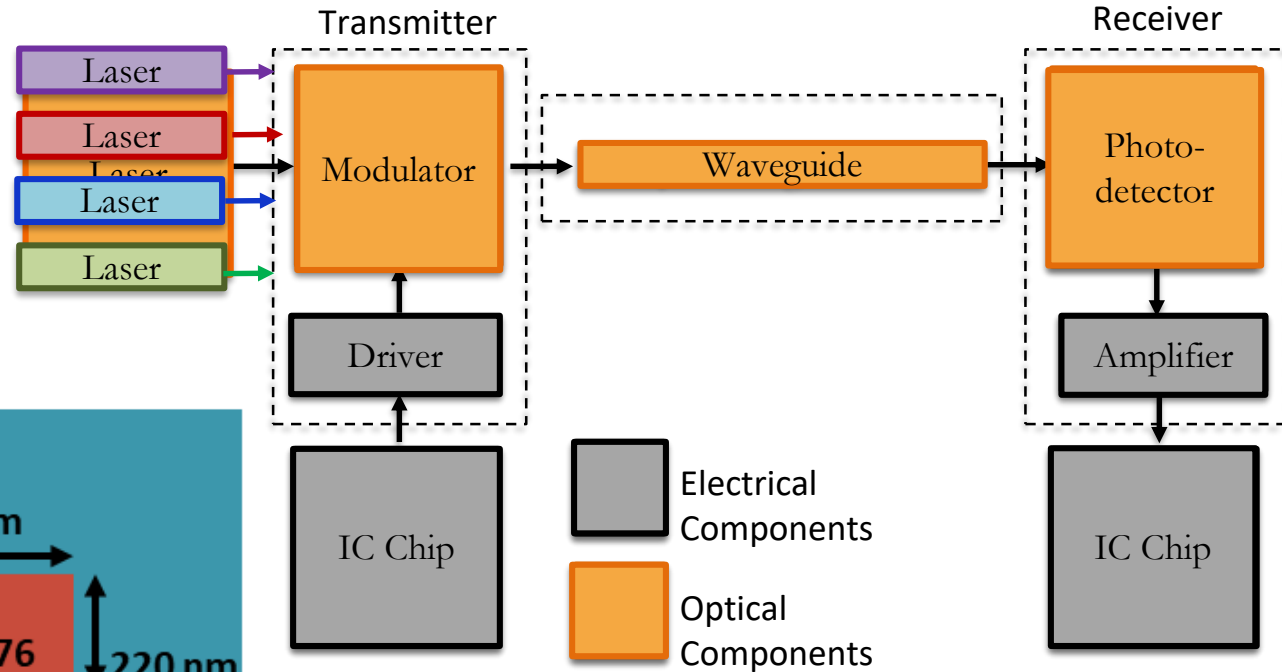 Transmitter
Receiver
Laser
Laser
Laser
Laser
Laser
Modulator
Waveguide
Photo-
detector
Driver
Amplifier
IC Chip
Electrical
Components
IC Chip
Optical
Components
m
76
220 nm